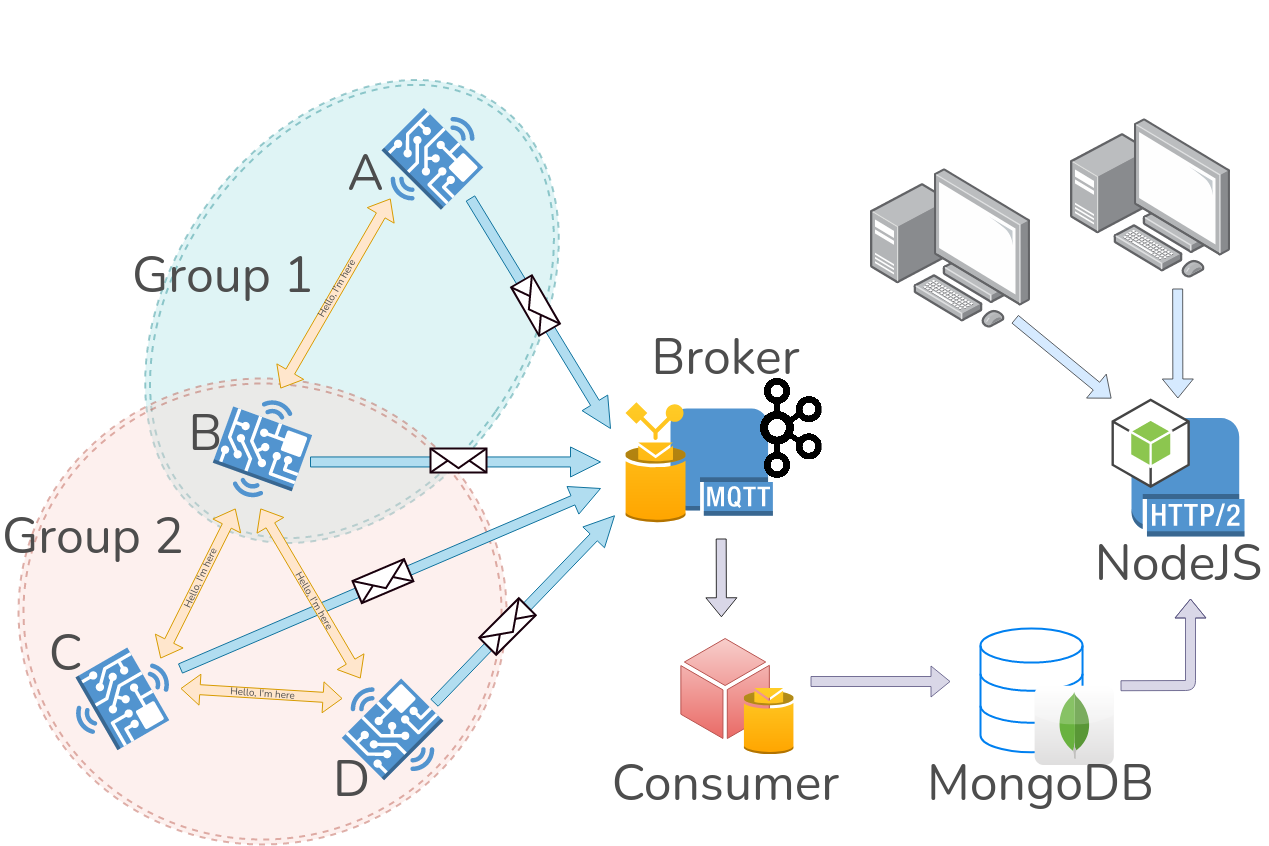 A
Group 1
Hello, I'm here
Broker
B
MQTT
HTTP/2
Group 2
NodeJS
Hello, I'm here
Hello, I'm here
C
Hello, I'm here
D
Consumer
MongoDB